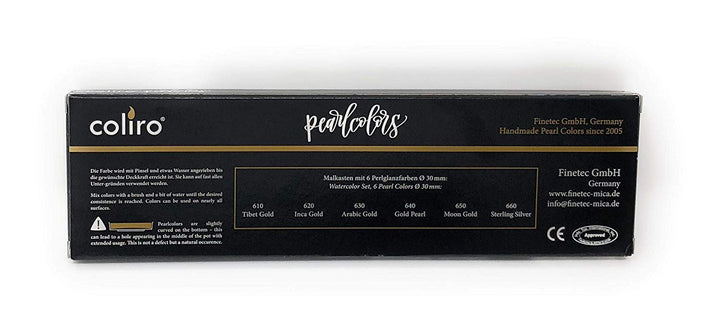 coliro®
pearlcolors
Finetec GmbH, Germany
Handmade Pearl Colors since 2005
Die Farbe wird mit Pinsel und etwas Wasser angerieben bis
die gewünschte Deckkraft erreicht ist. Sie kann auf fast allen
Unter-gründen verwendet werden.
Mix colors with a brush and a bit of water until the desired
consistence is reached. Colors can be used on nearly all
surfaces.
Pearlcolors are slightly
curved on the bottom – this
can lead to a hole appearing in the middle of the pot with
extended usage. This is not a defect but a natural occurence.
Malkasten mit 6 Perlglanzfarben Ø 30 mm:
Watercolor Set, 6 Pearl Colors Ø 30 mm:
610 620 630 640 650 660
Tibet Gold Inca Gold Arabic Gold Gold Pearl Moon Gold Sterling Silver
Finetec GmbH
Germany
www.finetec-mica.de
info@finetec-mica.de
CE
Approved